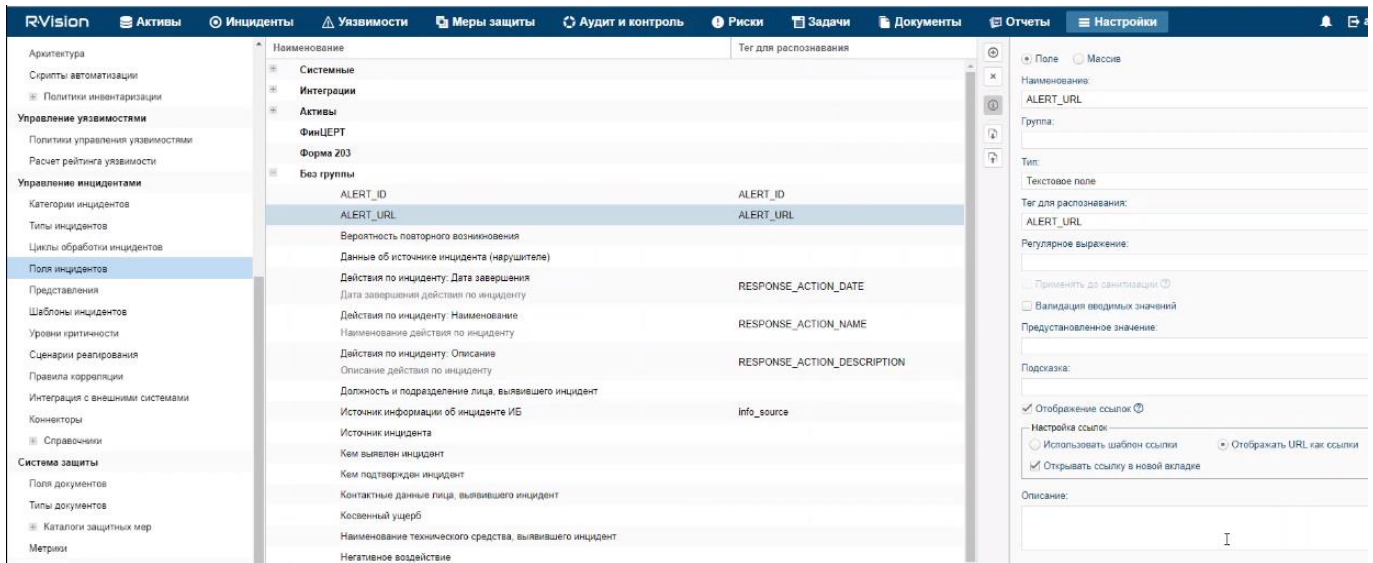 RVision
Активы
Инциденты
Уязвимости
Меры защиты
Аудит и контроль
Риски
Задачи
Документы
Отчеты
Настройки
Архитектура
Скрипты автоматизации
Политики инвентаризации
Управление уязвимостями
Политики управления уязвимостями
Расчет рейтинга уязвимости
Управление инцидентами
Категории инцидентов
Типы инцидентов
Циклы обработки инцидентов
Поля инцидентов
Представления
Шаблоны инцидентов
Уровни критичности
Сценарии реагирования
Правила корреляции
Интеграция с внешними системами
Коннекторы
Справочники
Система защиты
Поля документов
Типы документов
Каталоги защитных мер
Метрики
Наименование Тег для распознавания
Системные
Интеграции
Активы
ФинЦЕРТ
Форма 203
Без группы
ALERT_ID ALERT_ID
ALERT_URL ALERT_URL
Вероятность повторного возникновения
Данные об источнике инцидента (нарушителе)
Действия по инциденту: Дата завершения
Дата завершения действия по инциденту
RESPONSE_ACTION_DATE
Действия по инциденту: Наименование
Наименование действия по инциденту
RESPONSE_ACTION_NAME
Действия по инциденту: Описание
Описание действия по инциденту
RESPONSE_ACTION_DESCRIPTION
Должность и подразделение лица, выявившего инцидент
Источник информации об инциденте ИБ info_source
Источник инцидента
Кем выявлен инцидент
Кем подтвержден инцидент
Контактные данные лица, выявившего инцидент
Косвенный ущерб
Наименование технического средства, выявившего инцидент
Негативное воздействие
Поле Массив
Наименование:
ALERT_URL
Группа:
Тип:
Текстовое поле
Тег для распознавания:
ALERT_URL
Регулярное выражение:
Применять до санитизации
Валидация вводимых значений
Предустановленное значение:
Подсказка:
Отображение ссылок
Настройка ссылок
Использовать шаблон ссылки Отображать URL как ссылки
Открывать ссылку в новой вкладке
Описание: